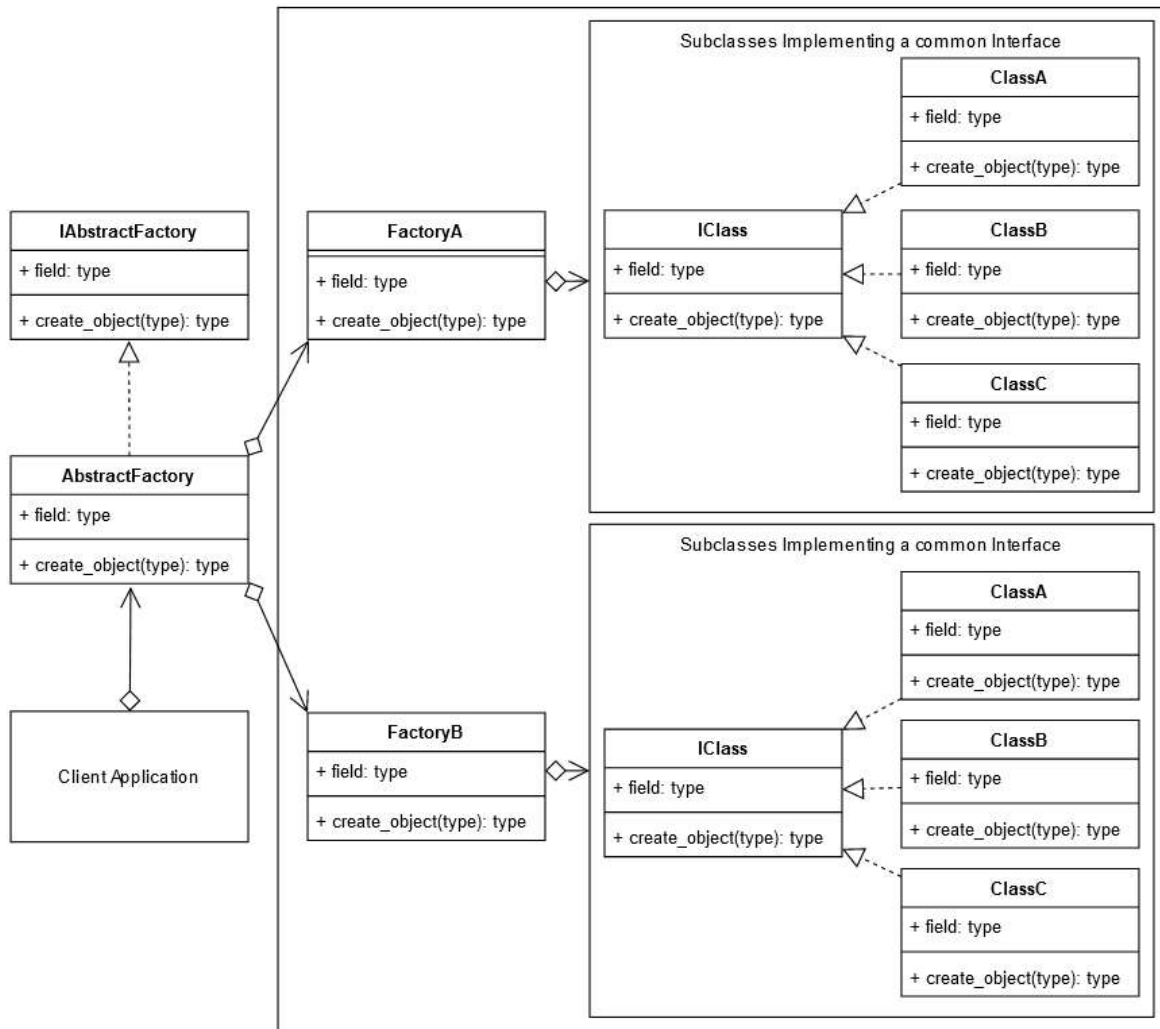 IAbstractFactory
+ field: type
+ create_object(type): type
AbstractFactory
+ field: type
+ create_object(type): type
Client Application
FactoryA
+ field: type
+ create_object(type): type
FactoryB
+ field: type
+ create_object(type): type
Subclasses Implementing a common Interface
IClass
+ field: type
+ create_object(type): type
ClassA
+ field: type
+ create_object(type): type
ClassB
+ field: type
+ create_object(type): type
ClassC
+ field: type
+ create_object(type): type
Subclasses Implementing a common Interface
IClass
+ field: type
+ create_object(type): type
ClassA
+ field: type
+ create_object(type): type
ClassB
+ field: type
+ create_object(type): type
ClassC
+ field: type
+ create_object(type): type